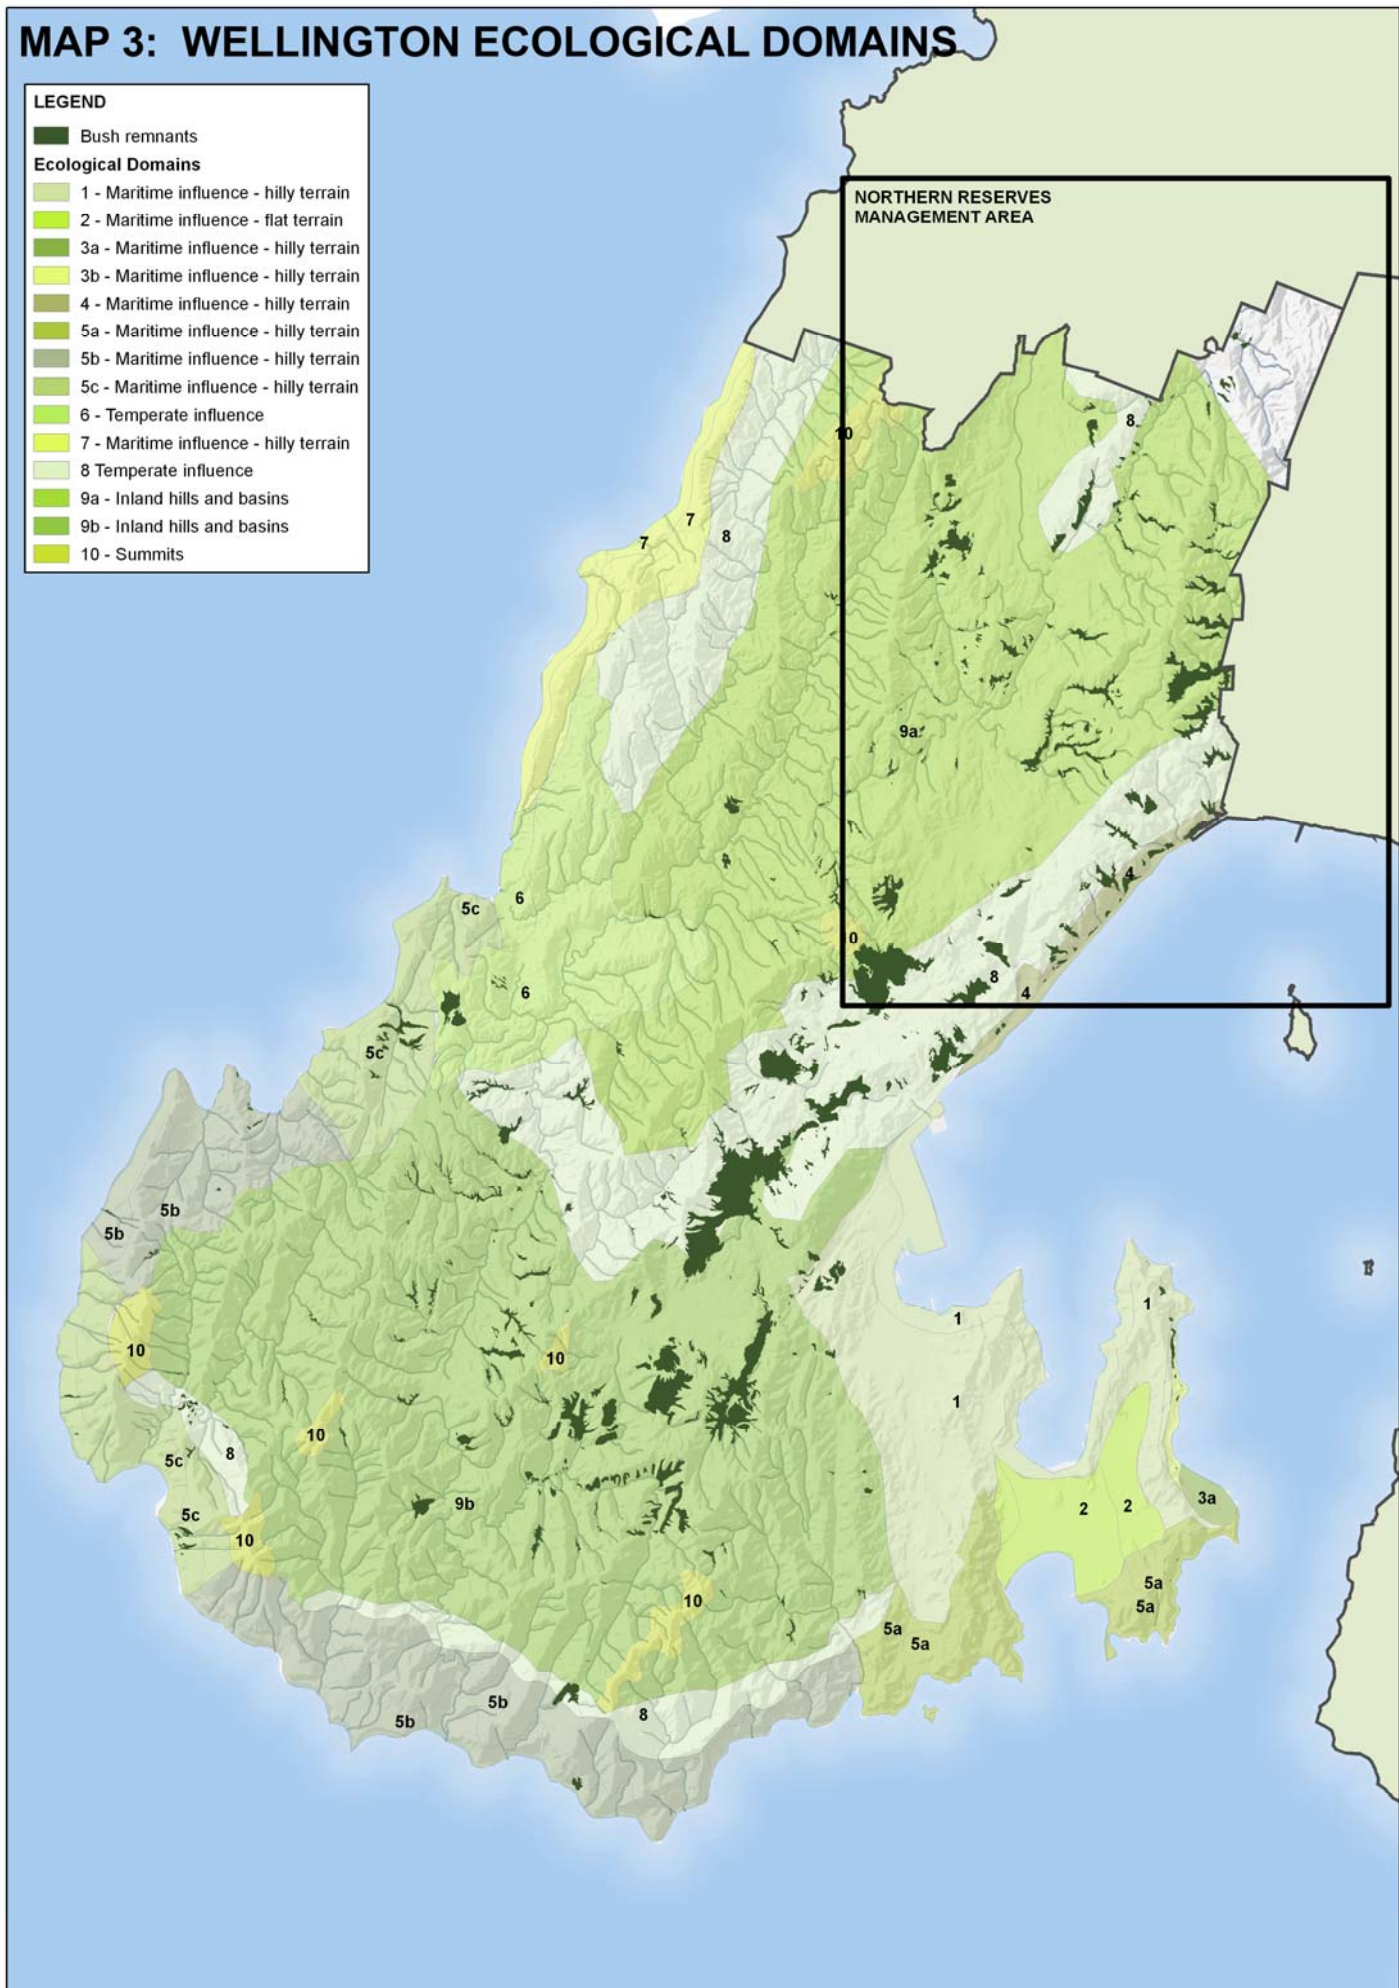 MAP 3: WELLINGTON ECOLOGICAL DOMAINS
LEGEND
Bush remnants
Ecological Domains
1 - Maritime influence - hilly terrain
2 - Maritime influence - flat terrain
3a - Maritime influence - hilly terrain
3b - Maritime influence - hilly terrain
4 - Maritime influence - hilly terrain
5a - Maritime influence - hilly terrain
5b - Maritime influence - hilly terrain
5c - Maritime influence - hilly terrain
6 - Temperate influence
7 - Maritime influence - hilly terrain
8 Temperate influence
9a - Inland hills and basins
9b - Inland hills and basins
10 - Summits
NORTHERN RESERVES
MANAGEMENT AREA
8
10
7
8
7
9a
4
6
5c
10
8
4
6
5c
5b
5b
1
1
10
10
1
10
8
5c
9b
3a
2
2
5c
10
5a
10
5a
5a
5a
5b
8
5b